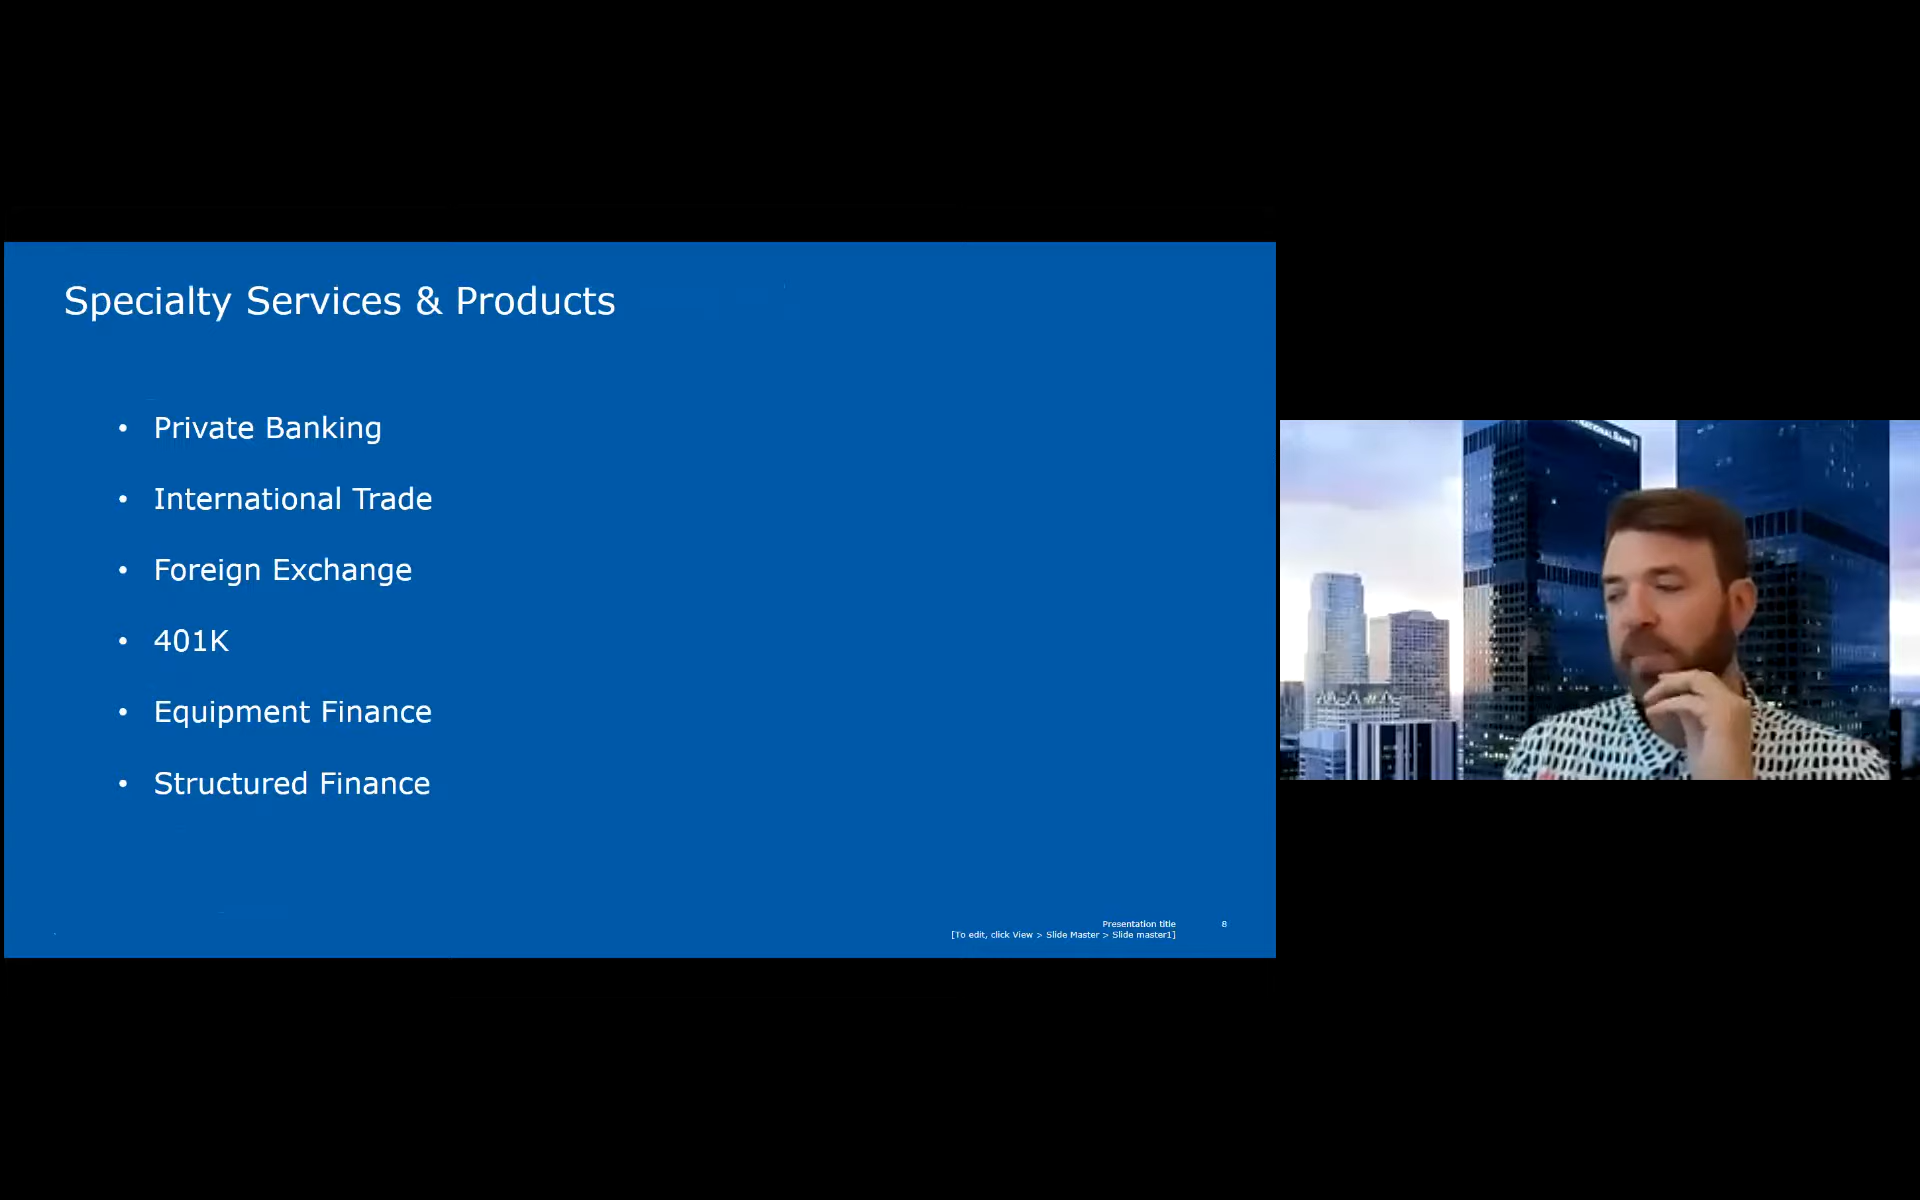 Specialty Services & Products
• Private Banking
• International Trade
• Foreign Exchange
• 401K
• Equipment Finance
• Structured Finance
Presentation title 8
[To edit, click View > Slide Master > Slide master1]
BANK